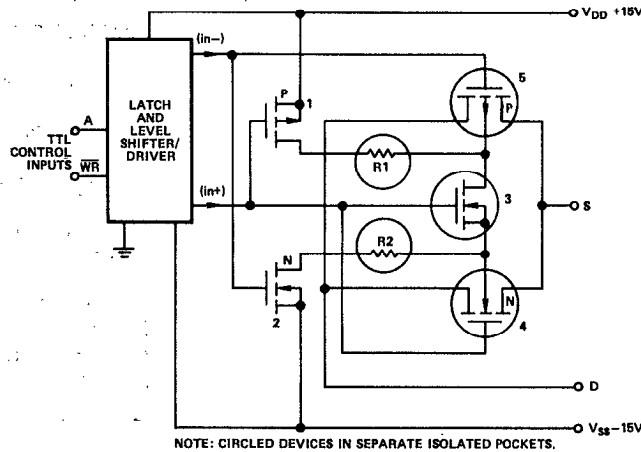 V_DD +15V
(in-)
5
P
1
P
LATCH
AND
LEVEL
SHIFTER/
DRIVER
A
TTL
CONTROL
INPUTS
W̅R̅
R1
(in+)
3
S
R2
N
N
2
4
D
V_SS -15V
NOTE: CIRCLED DEVICES IN SEPARATE ISOLATED POCKETS.